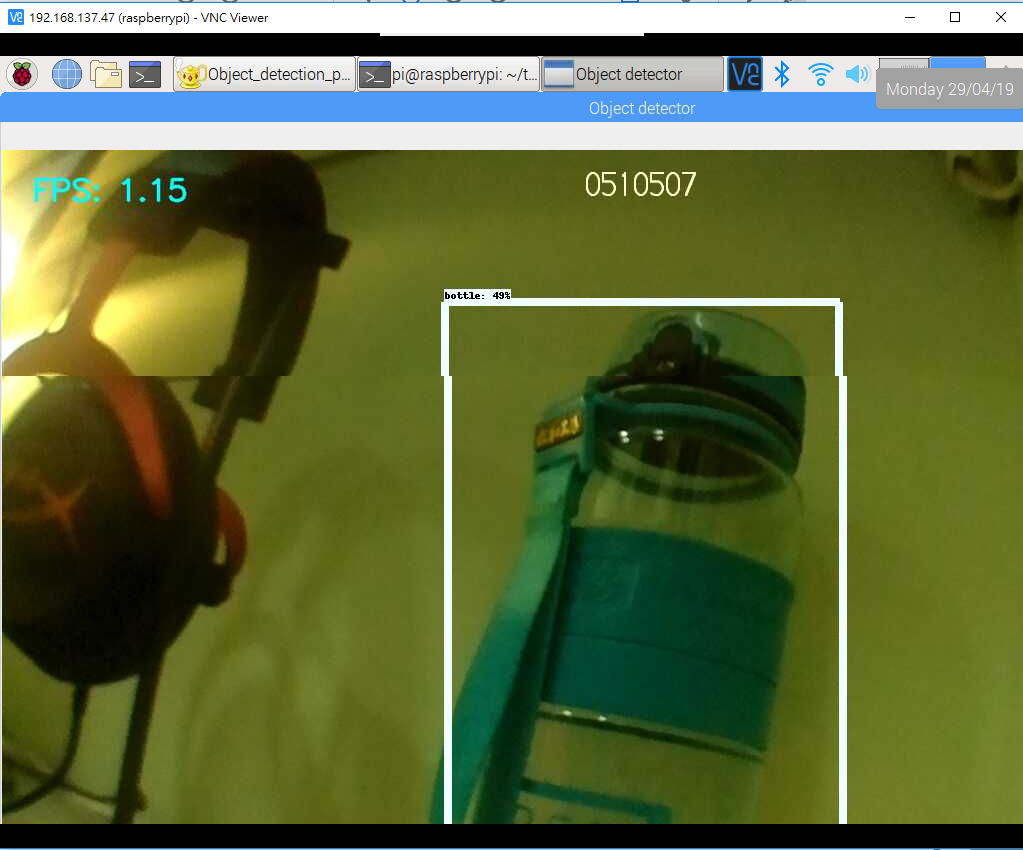 192.168.137.47 (raspberrypi) - VNC Viewer
Object_detection_p...
pi@raspberrypi: ~/t...
Object detector
Monday 29/04/19
Object detector
FPS: 1.15
0510507
bottle: 49%